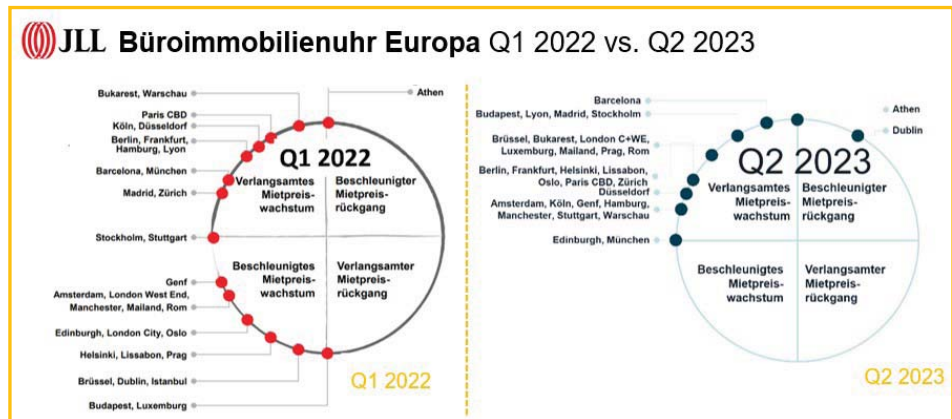 JLL Büroimmobilienuhr Europa Q1 2022 vs. Q2 2023
Bukarest, Warschau
Athen
Paris CBD
Köln, Düsseldorf
Berlin, Frankfurt,
Hamburg, Lyon
Barcelona, München
Madrid, Zürich
Stockholm, Stuttgart
Genf
Amsterdam, London West End,
Manchester, Mailand, Rom
Edinburgh, London City, Oslo
Helsinki, Lissabon, Prag
Brüssel, Dublin, Istanbul
Budapest, Luxemburg
Q1 2022
Verlangsamtes
Mietpreis-
wachstum
Beschleunigter
Mietpreis-
rückgang
Beschleunigtes
Mietpreis-
wachstum
Verlangsamter
Mietpreis-
rückgang
Q1 2022
Barcelona
Budapest, Lyon, Madrid, Stockholm
Athen
Dublin
Brüssel, Bukarest, London C+WE,
Luxemburg, Mailand, Prag, Rom
Berlin, Frankfurt, Helsinki, Lissabon,
Oslo, Paris CBD, Zürich
Düsseldorf
Amsterdam, Köln, Genf, Hamburg,
Manchester, Stuttgart, Warschau
Edinburgh, München
Q2 2023
Verlangsamtes
Mietpreis-
wachstum
Beschleunigter
Mietpreis-
rückgang
Beschleunigtes
Mietpreis-
wachstum
Verlangsamter
Mietpreis-
rückgang
Q2 2023